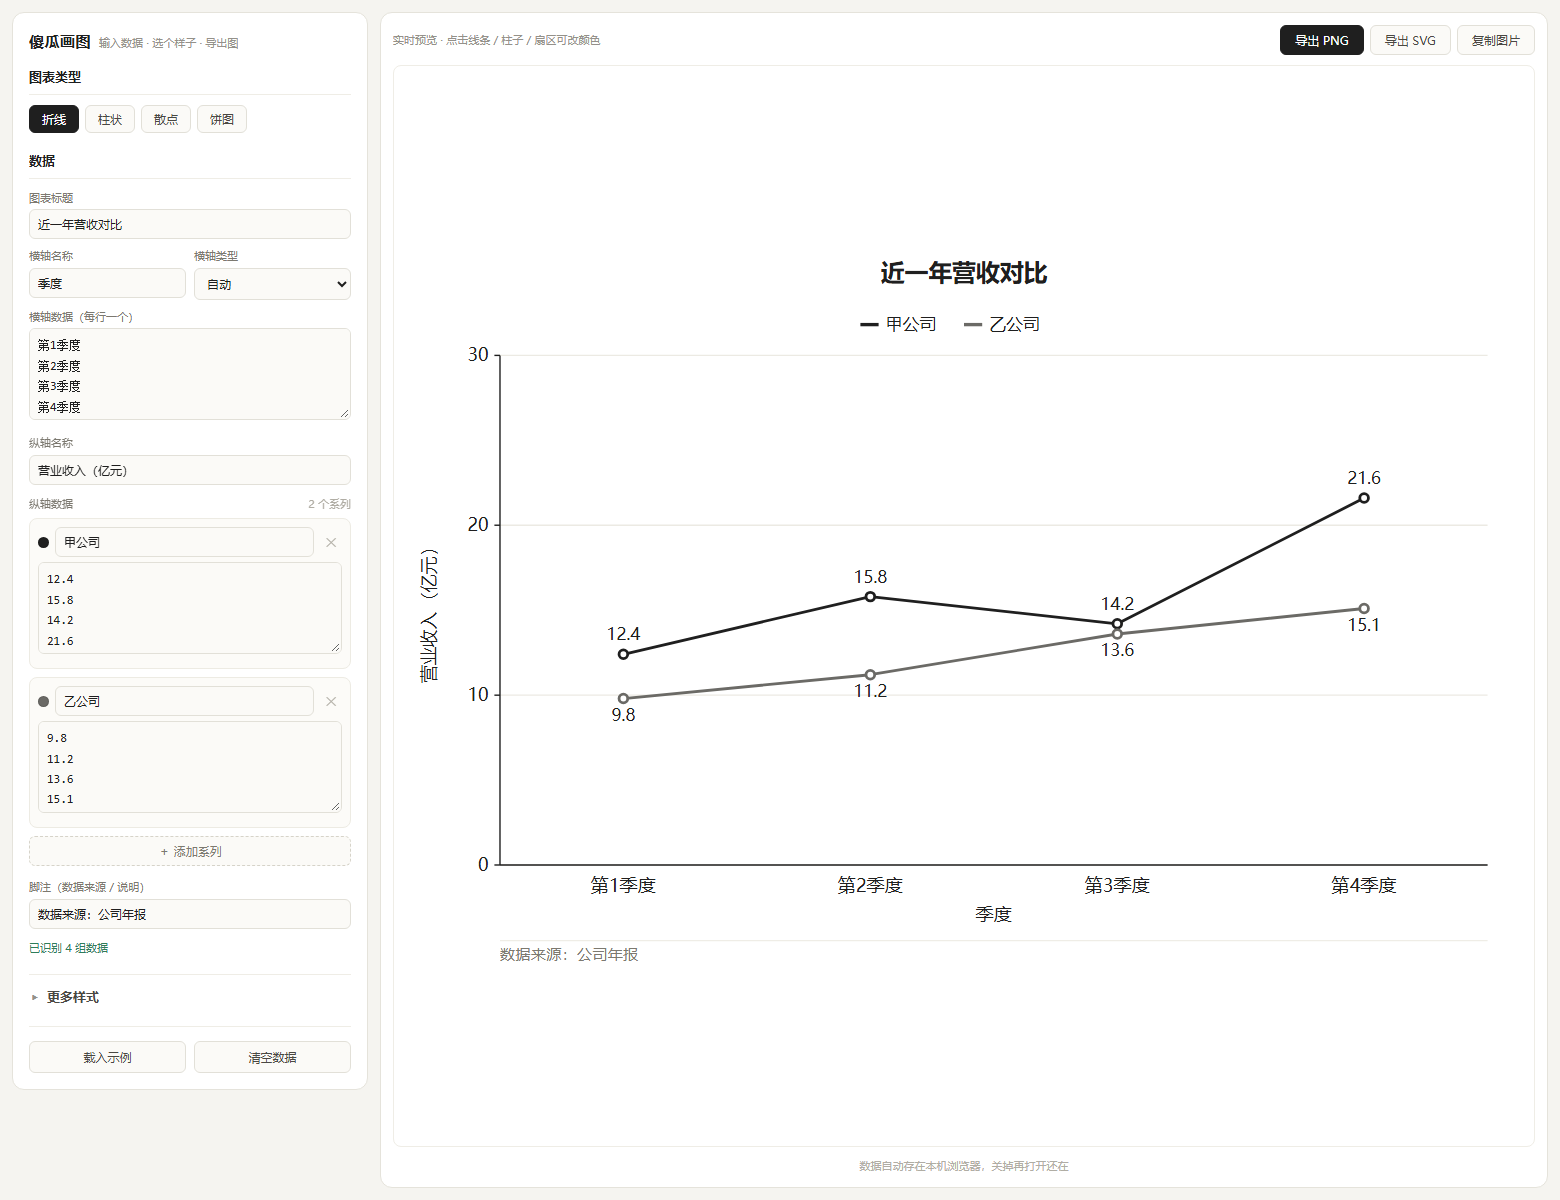 傻瓜画图 输入数据 · 选个样子 · 导出图
图表类型
折线 柱状 散点 饼图
数据
图表标题
近一年营收对比
横轴名称 横轴类型
季度 自动
横轴数据（每行一个）
第1季度
第2季度
第3季度
第4季度
纵轴名称
营业收入（亿元）
纵轴数据 2 个系列
甲公司 ×
12.4
15.8
14.2
21.6
乙公司 ×
9.8
11.2
13.6
15.1
+ 添加系列
脚注（数据来源 / 说明）
数据来源：公司年报
已识别 4 组数据
▸ 更多样式
载入示例 清空数据
实时预览 · 点击线条 / 柱子 / 扇区可改颜色
导出 PNG 导出 SVG 复制图片
近一年营收对比
甲公司 乙公司
30
20
10
0
营业收入（亿元）
12.4
15.8
14.2
21.6
9.8
11.2
13.6
15.1
第1季度 第2季度 第3季度 第4季度
季度
数据来源：公司年报
数据自动存在本机浏览器，关掉再打开还在